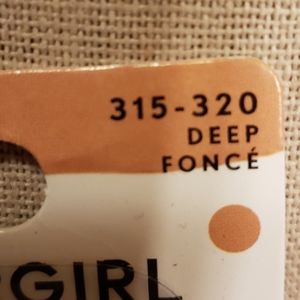 315-320
DEEP
FONCÉ
GIRL